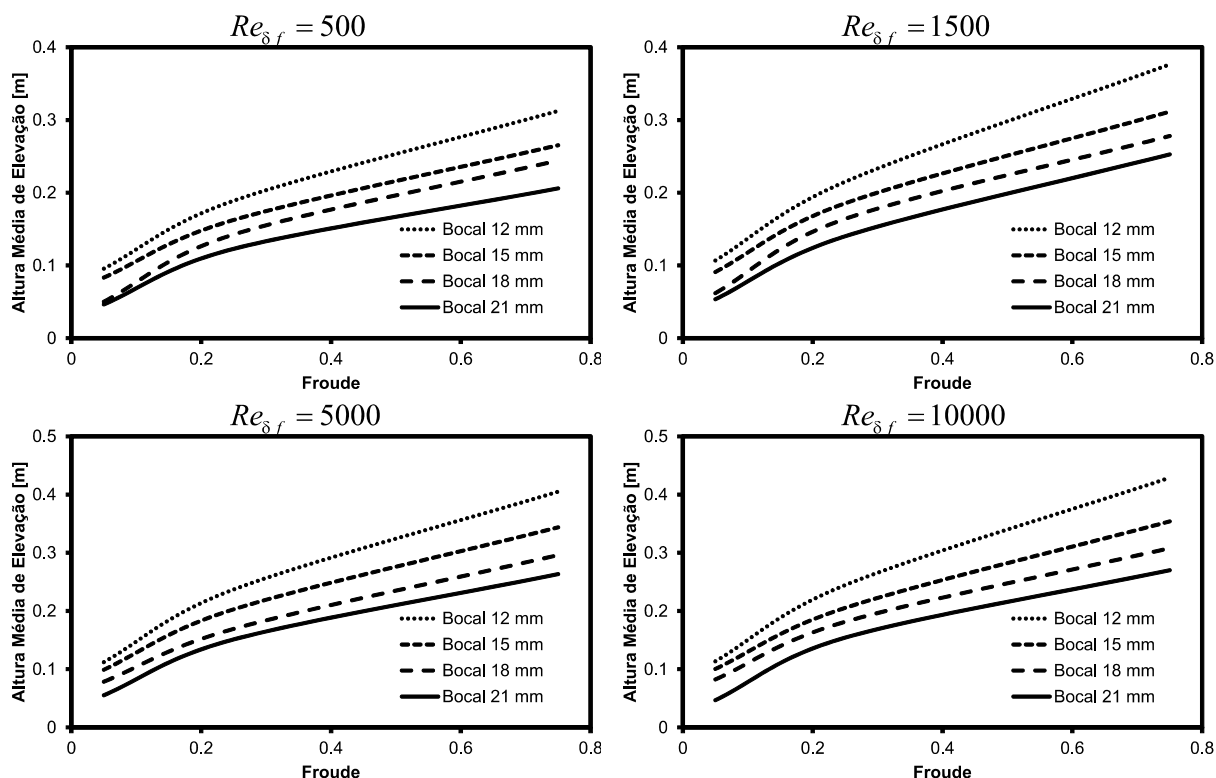 Re_δf = 500
Altura Média de Elevação [m]
0.4
0.3
0.2
0.1
0
Bocal 12 mm
Bocal 15 mm
Bocal 18 mm
Bocal 21 mm
0 0.2 0.4 0.6 0.8
Froude
Re_δf = 1500
Altura Média de Elevação [m]
0.4
0.3
0.2
0.1
0
Bocal 12 mm
Bocal 15 mm
Bocal 18 mm
Bocal 21 mm
0 0.2 0.4 0.6 0.8
Froude
Re_δf = 5000
Altura Média de Elevação [m]
0.5
0.4
0.3
0.2
0.1
0
Bocal 12 mm
Bocal 15 mm
Bocal 18 mm
Bocal 21 mm
0 0.2 0.4 0.6 0.8
Froude
Re_δf = 10000
Altura Média de Elevação [m]
0.5
0.4
0.3
0.2
0.1
0
Bocal 12 mm
Bocal 15 mm
Bocal 18 mm
Bocal 21 mm
0 0.2 0.4 0.6 0.8
Froude